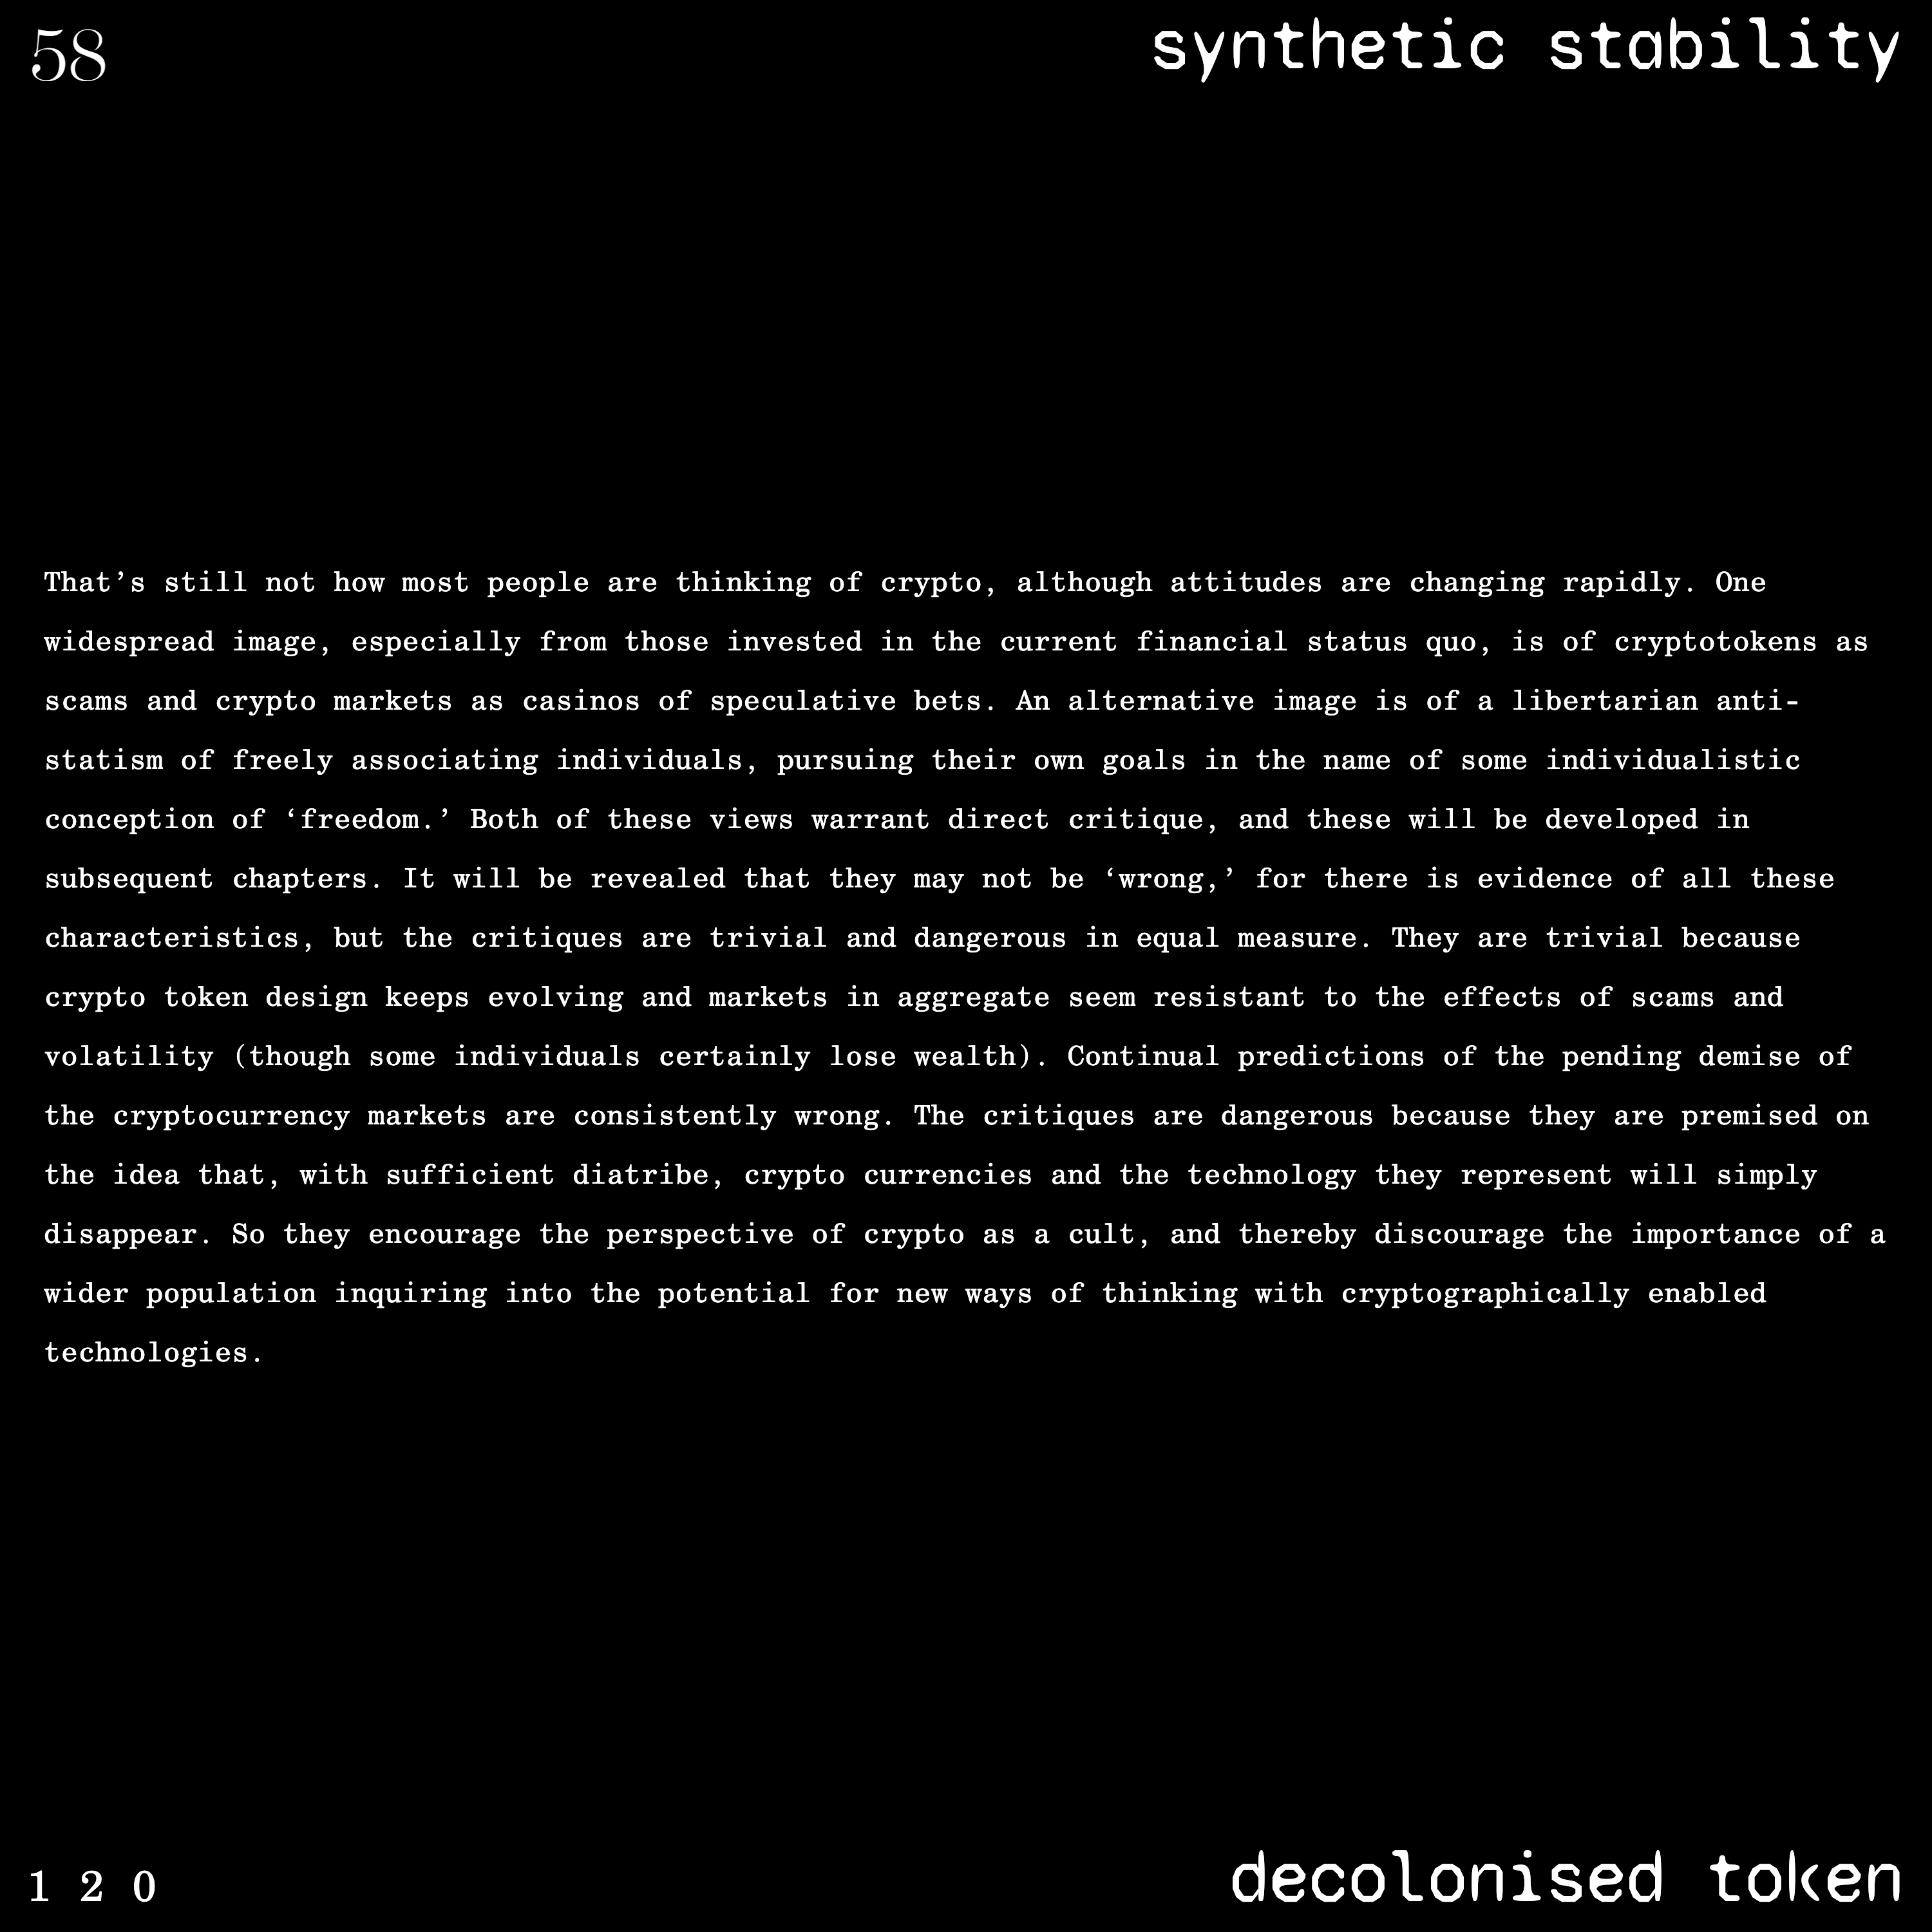 58
synthetic stability
That’s still not how most people are thinking of crypto, although attitudes are changing rapidly. One
widespread image, especially from those invested in the current financial status quo, is of cryptotokens as
scams and crypto markets as casinos of speculative bets. An alternative image is of a libertarian anti-
statism of freely associating individuals, pursuing their own goals in the name of some individualistic
conception of ‘freedom.’ Both of these views warrant direct critique, and these will be developed in
subsequent chapters. It will be revealed that they may not be ‘wrong,’ for there is evidence of all these
characteristics, but the critiques are trivial and dangerous in equal measure. They are trivial because
crypto token design keeps evolving and markets in aggregate seem resistant to the effects of scams and
volatility (though some individuals certainly lose wealth). Continual predictions of the pending demise of
the cryptocurrency markets are consistently wrong. The critiques are dangerous because they are premised on
the idea that, with sufficient diatribe, crypto currencies and the technology they represent will simply
disappear. So they encourage the perspective of crypto as a cult, and thereby discourage the importance of a
wider population inquiring into the potential for new ways of thinking with cryptographically enabled
technologies.
1 2 0
decolonised token